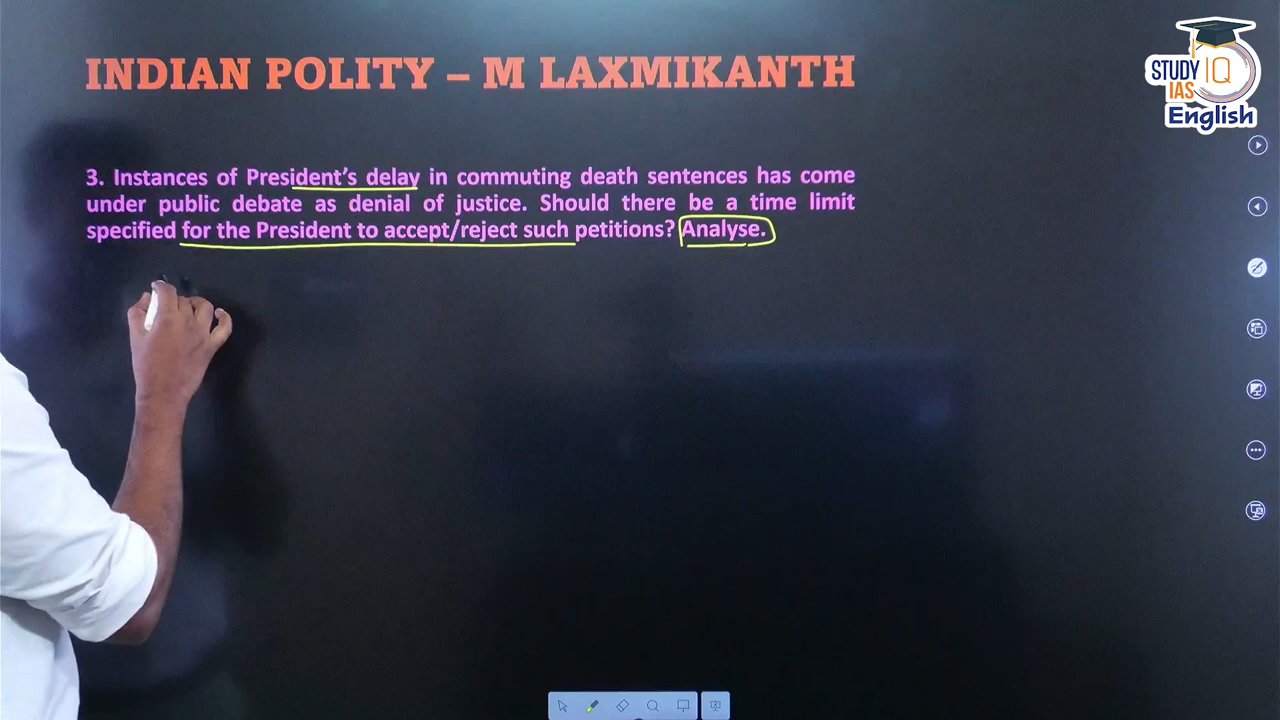 INDIAN POLITY – M LAXMIKANTH
STUDY IQ
IAS
English
3. Instances of President's delay in commuting death sentences has come
under public debate as denial of justice. Should there be a time limit
specified for the President to accept/reject such petitions? Analyse.